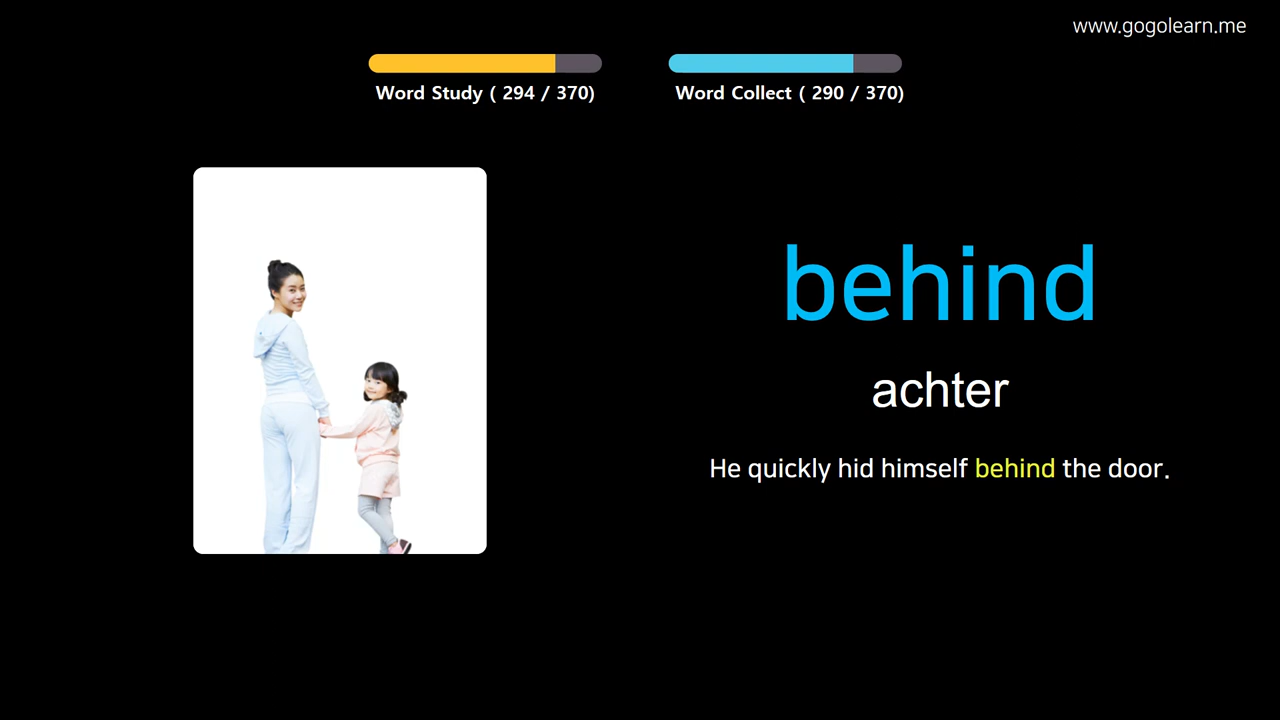 www.gogolearn.me
Word Study ( 294 / 370)
Word Collect ( 290 / 370)
behind
achter
He quickly hid himself behind the door.